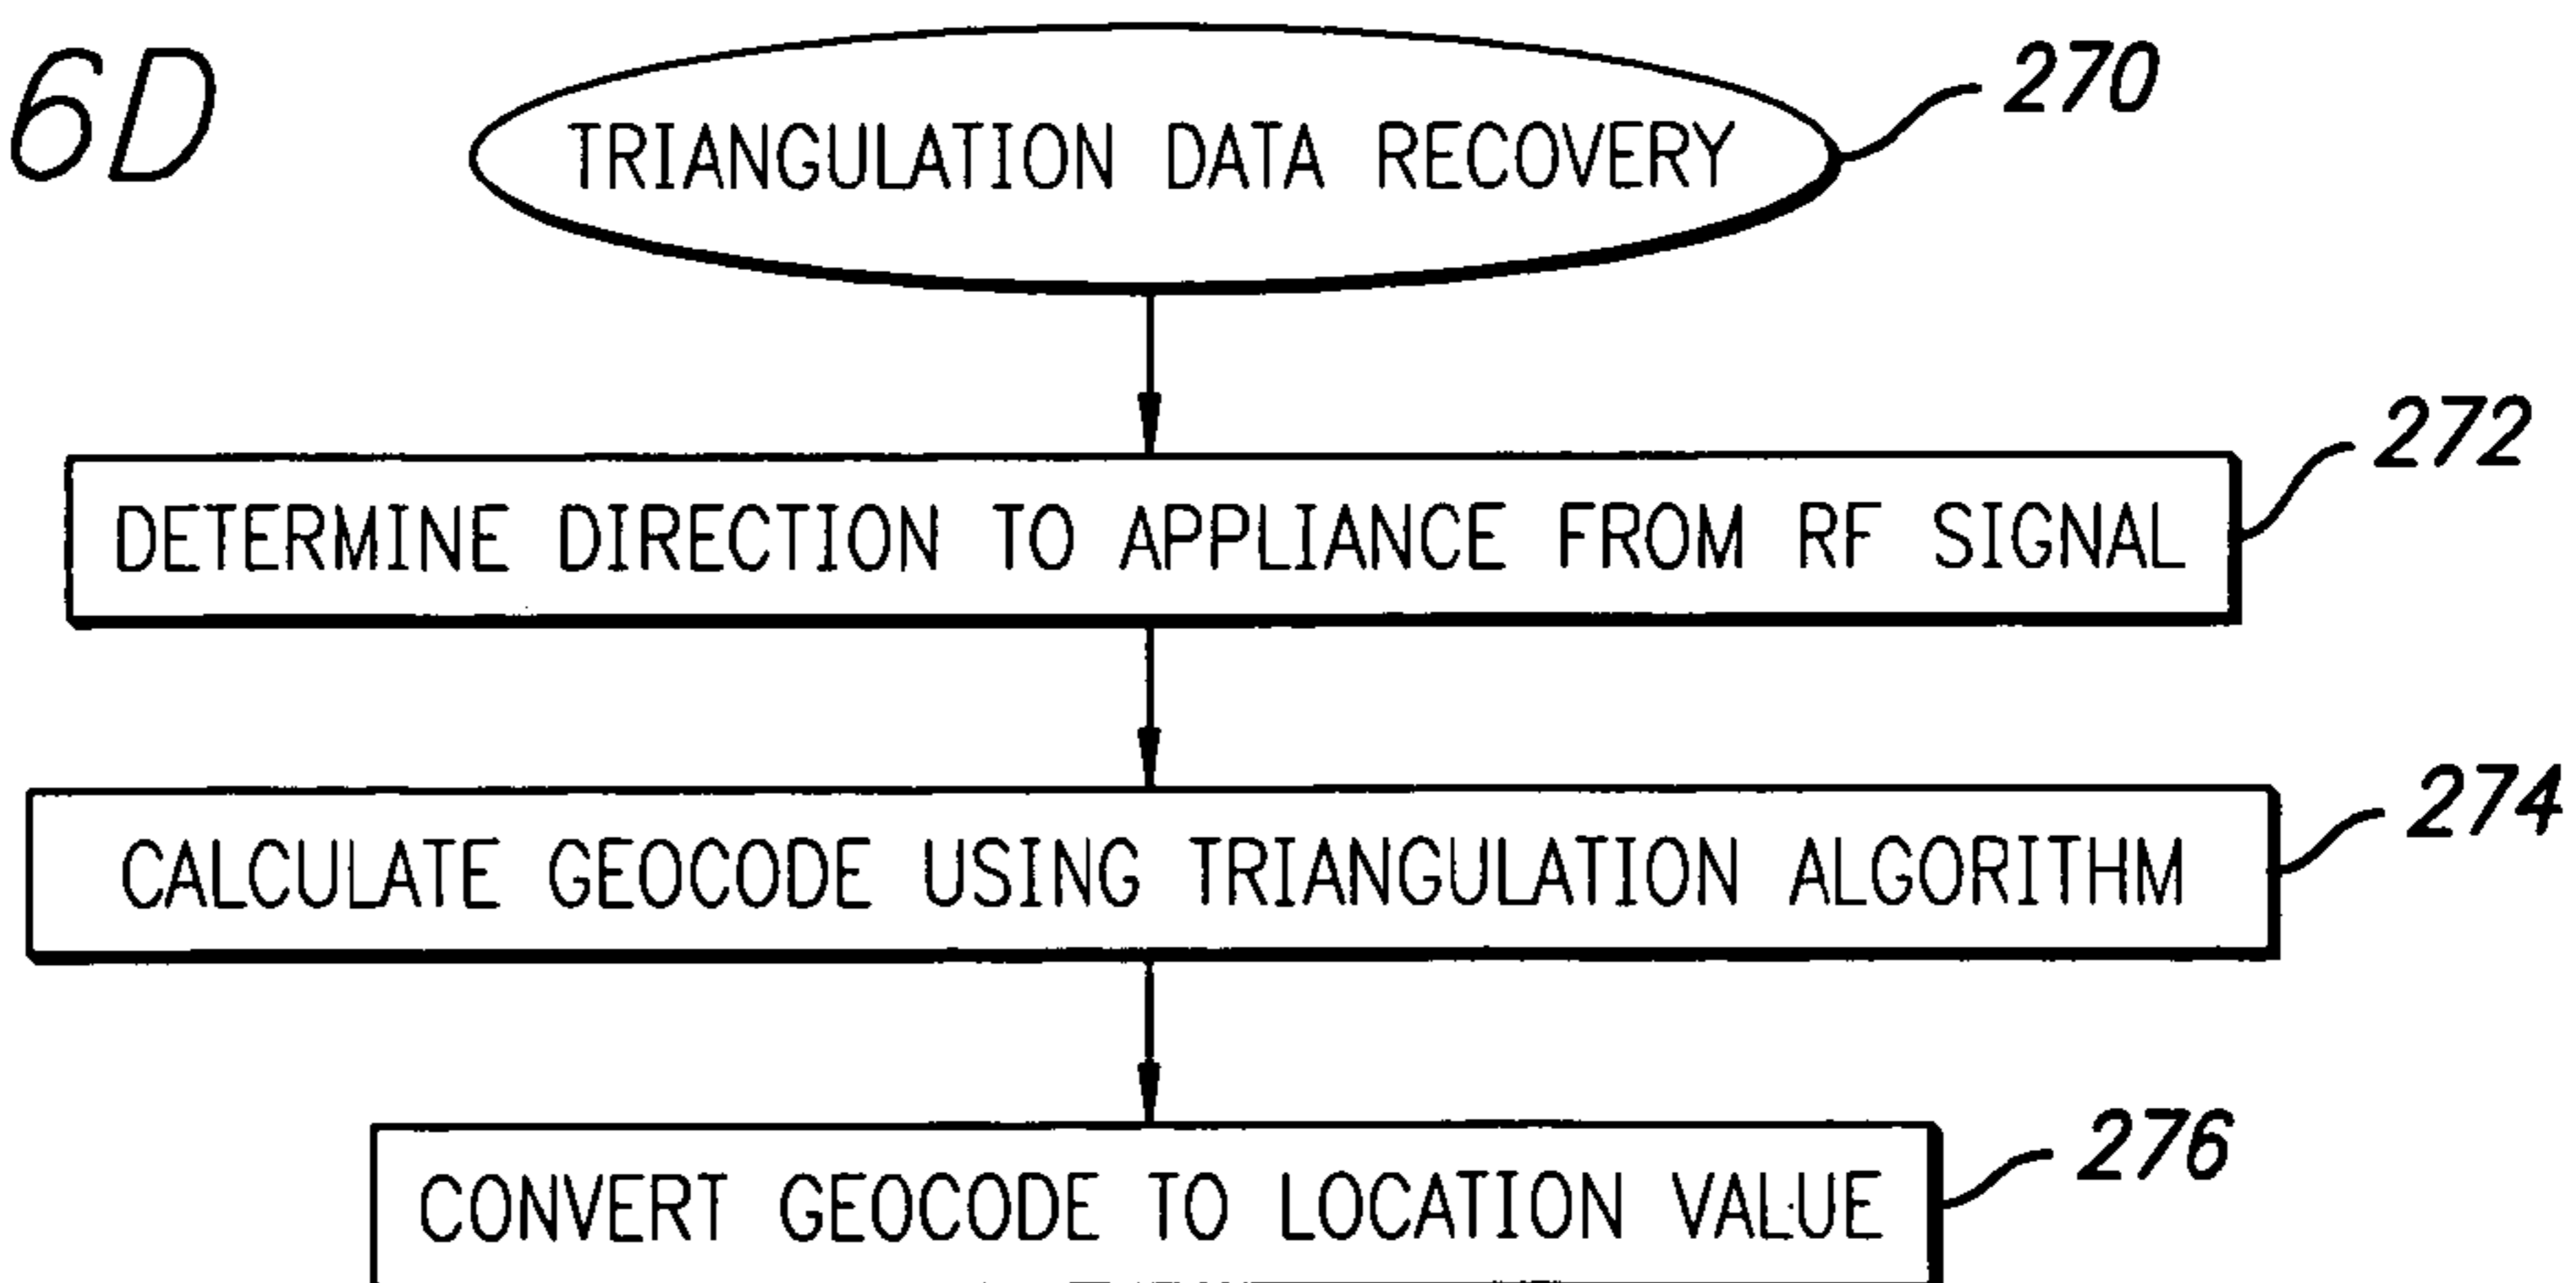 6D
TRIANGULATION DATA RECOVERY
270
DETERMINE DIRECTION TO APPLIANCE FROM RF SIGNAL
272
CALCULATE GEOCODE USING TRIANGULATION ALGORITHM
274
CONVERT GEOCODE TO LOCATION VALUE
276